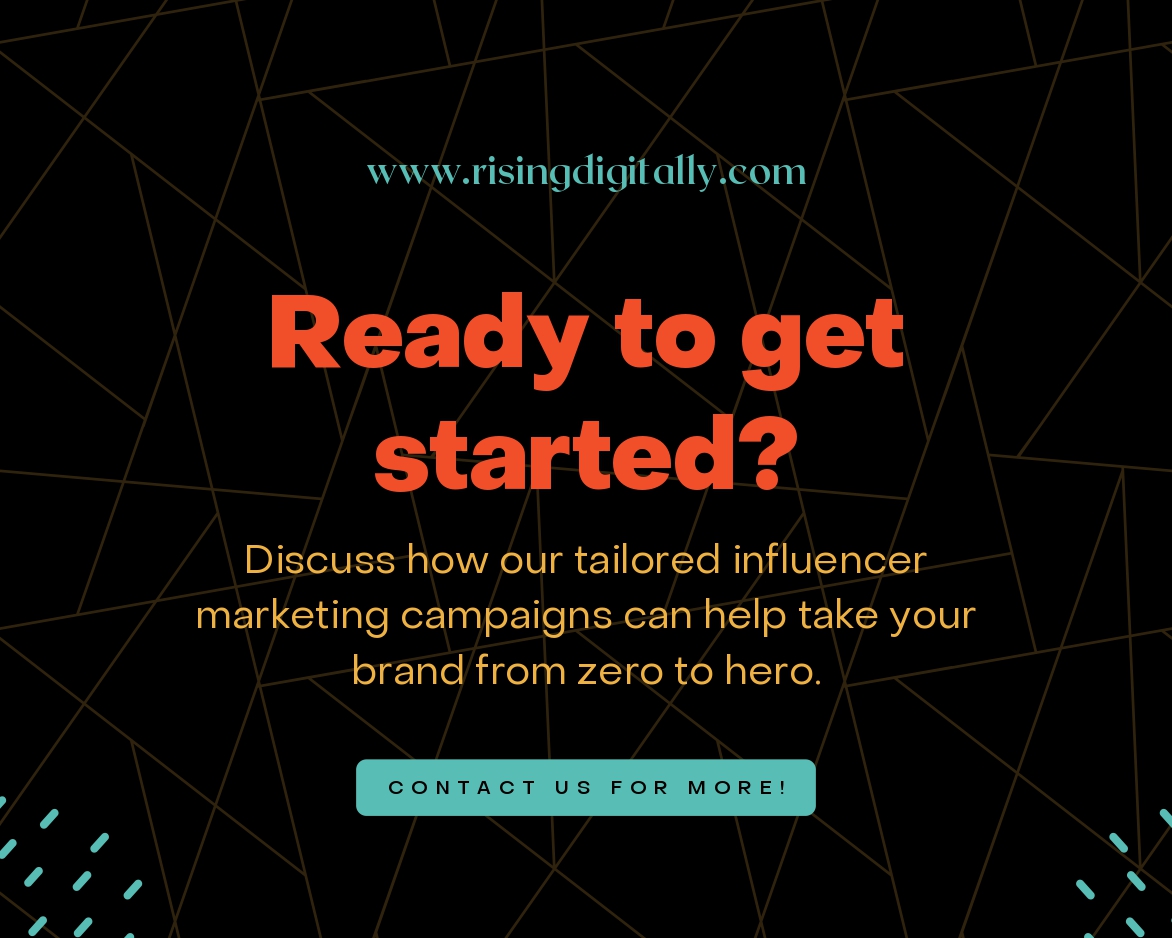 www.risingdigitally.com
Ready to get
started?
Discuss how our tailored influencer
marketing campaigns can help take your
brand from zero to hero.
CONTACT US FOR MORE!